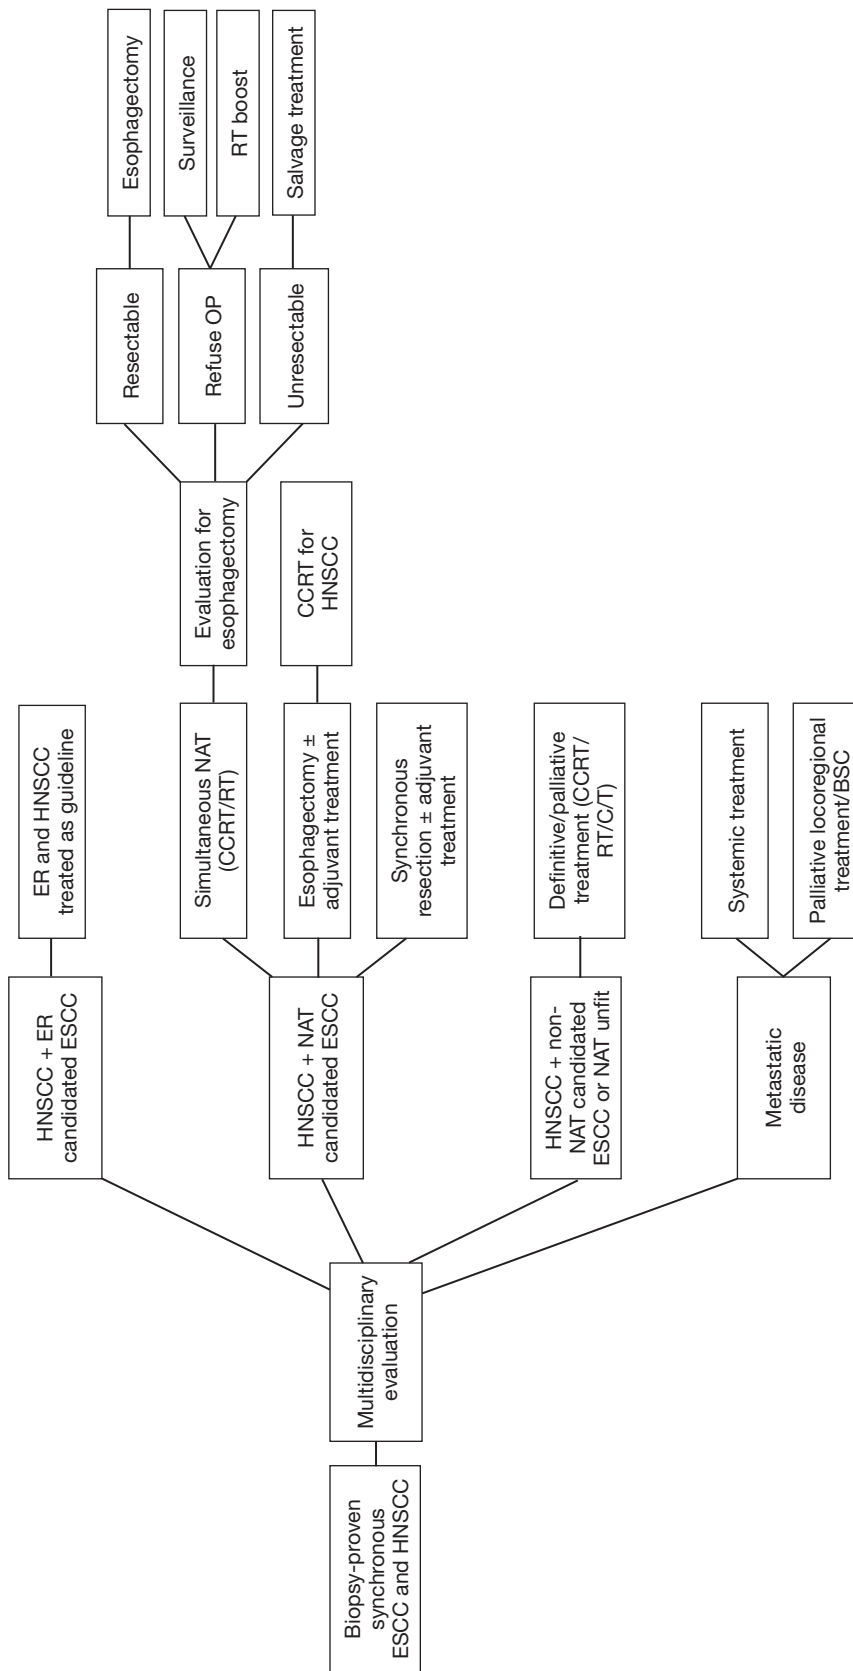 Biopsy-proven
synchronous
ESCC and HNSCC
Multidisciplinary
evaluation
HNSCC + ER
candidated ESCC
ER and HNSCC
treated as guideline
HNSCC + NAT
candidated ESCC
Simultaneous NAT
(CCRT/RT)
Evaluation for
esophagectomy
Resectable
Esophagectomy
Refuse OP
Surveillance
RT boost
Unresectable
Salvage treatment
Esophagectomy ±
adjuvant treatment
CCRT for
HNSCC
Synchronous
resection ± adjuvant
treatment
HNSCC + non-
NAT candidated
ESCC or NAT unfit
Definitive/palliative
treatment (CCRT/
RT/C/T)
Metastatic
disease
Systemic treatment
Palliative locoregional
treatment/BSC